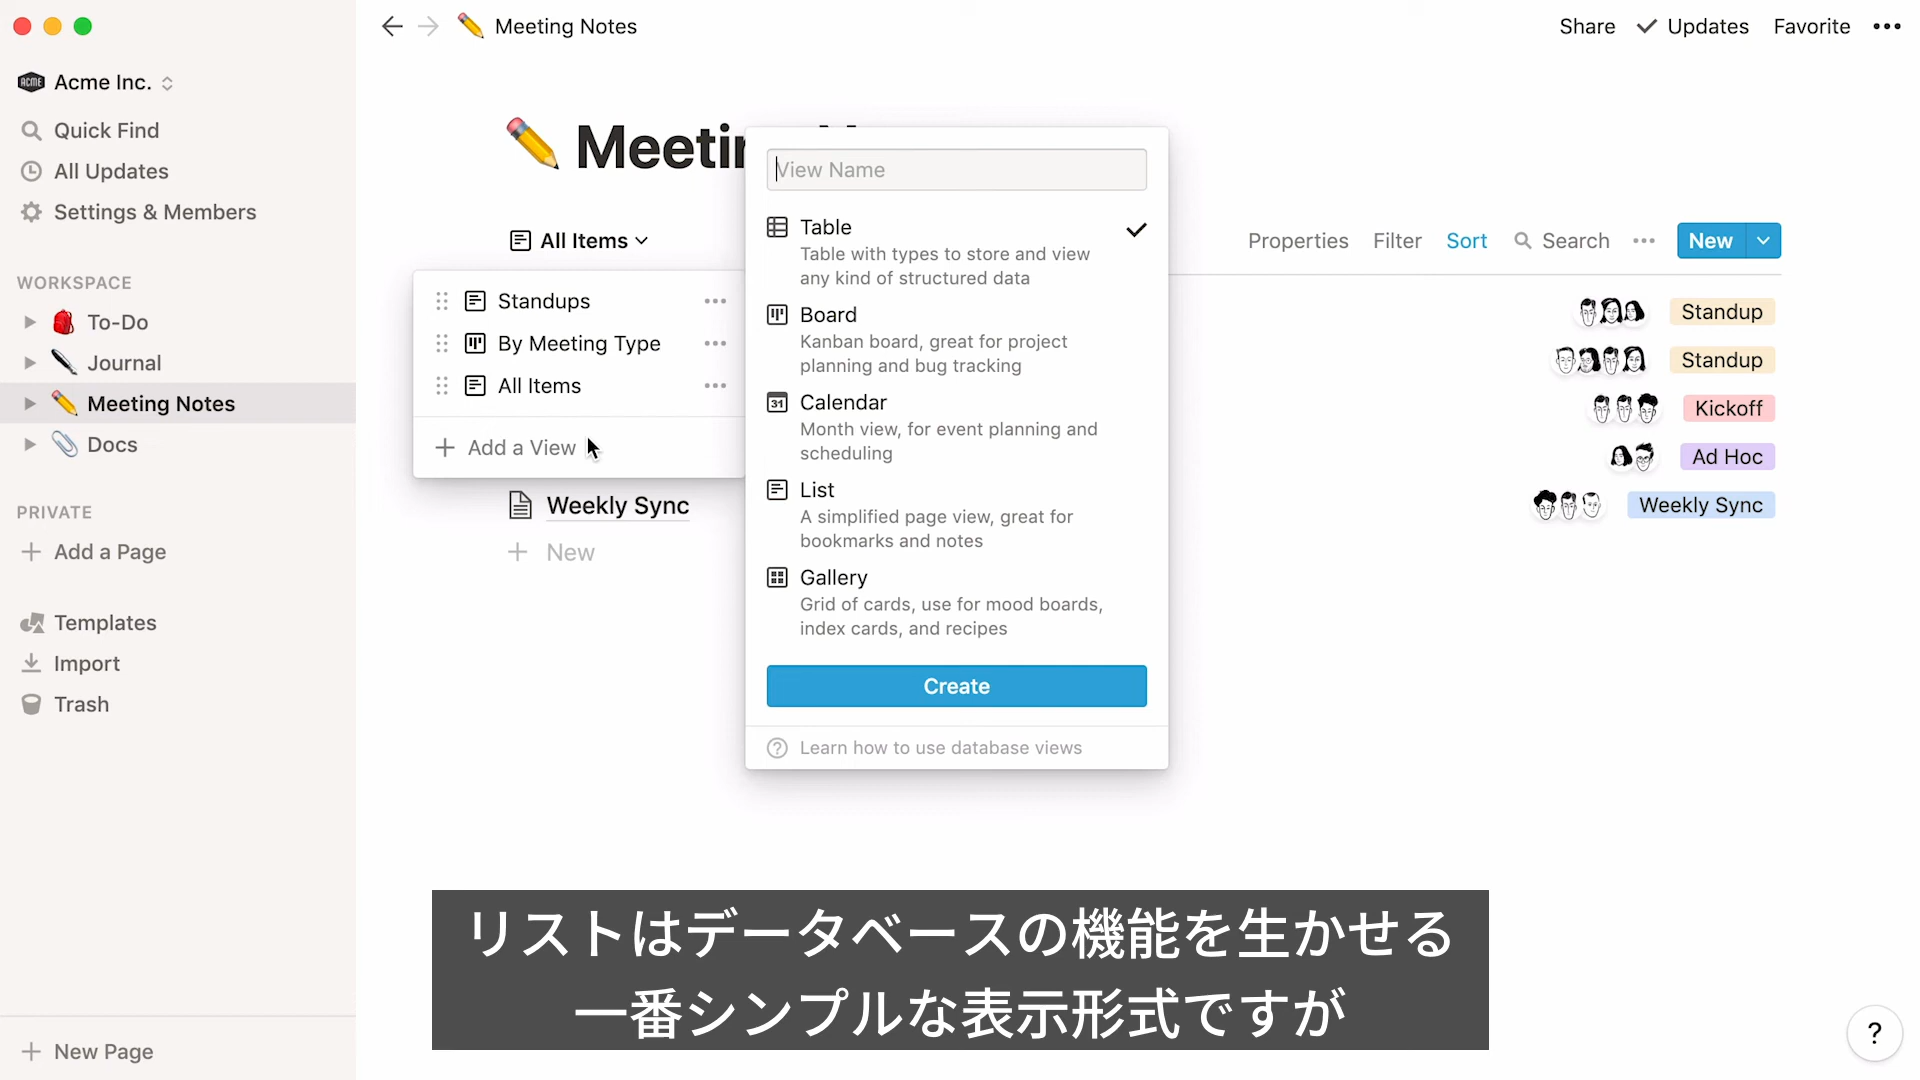 Meeting Notes
Share
Updates
Favorite
ACME
Acme Inc.
Quick Find
All Updates
Settings & Members
WORKSPACE
To-Do
Journal
Meeting Notes
Docs
PRIVATE
Add a Page
Templates
Import
Trash
New Page
All Items
Properties
Filter
Sort
Search
New
Standups
By Meeting Type
All Items
Add a View
Weekly Sync
New
View Name
Table
Table with types to store and view
any kind of structured data
Board
Kanban board, great for project
planning and bug tracking
31
Calendar
Month view, for event planning and
scheduling
List
A simplified page view, great for
bookmarks and notes
Gallery
Grid of cards, use for mood boards,
index cards, and recipes
Create
? Learn how to use database views
Standup
Standup
Kickoff
Ad Hoc
Weekly Sync
リストはデータベースの機能を生かせる
一番シンプルな表示形式ですが
?